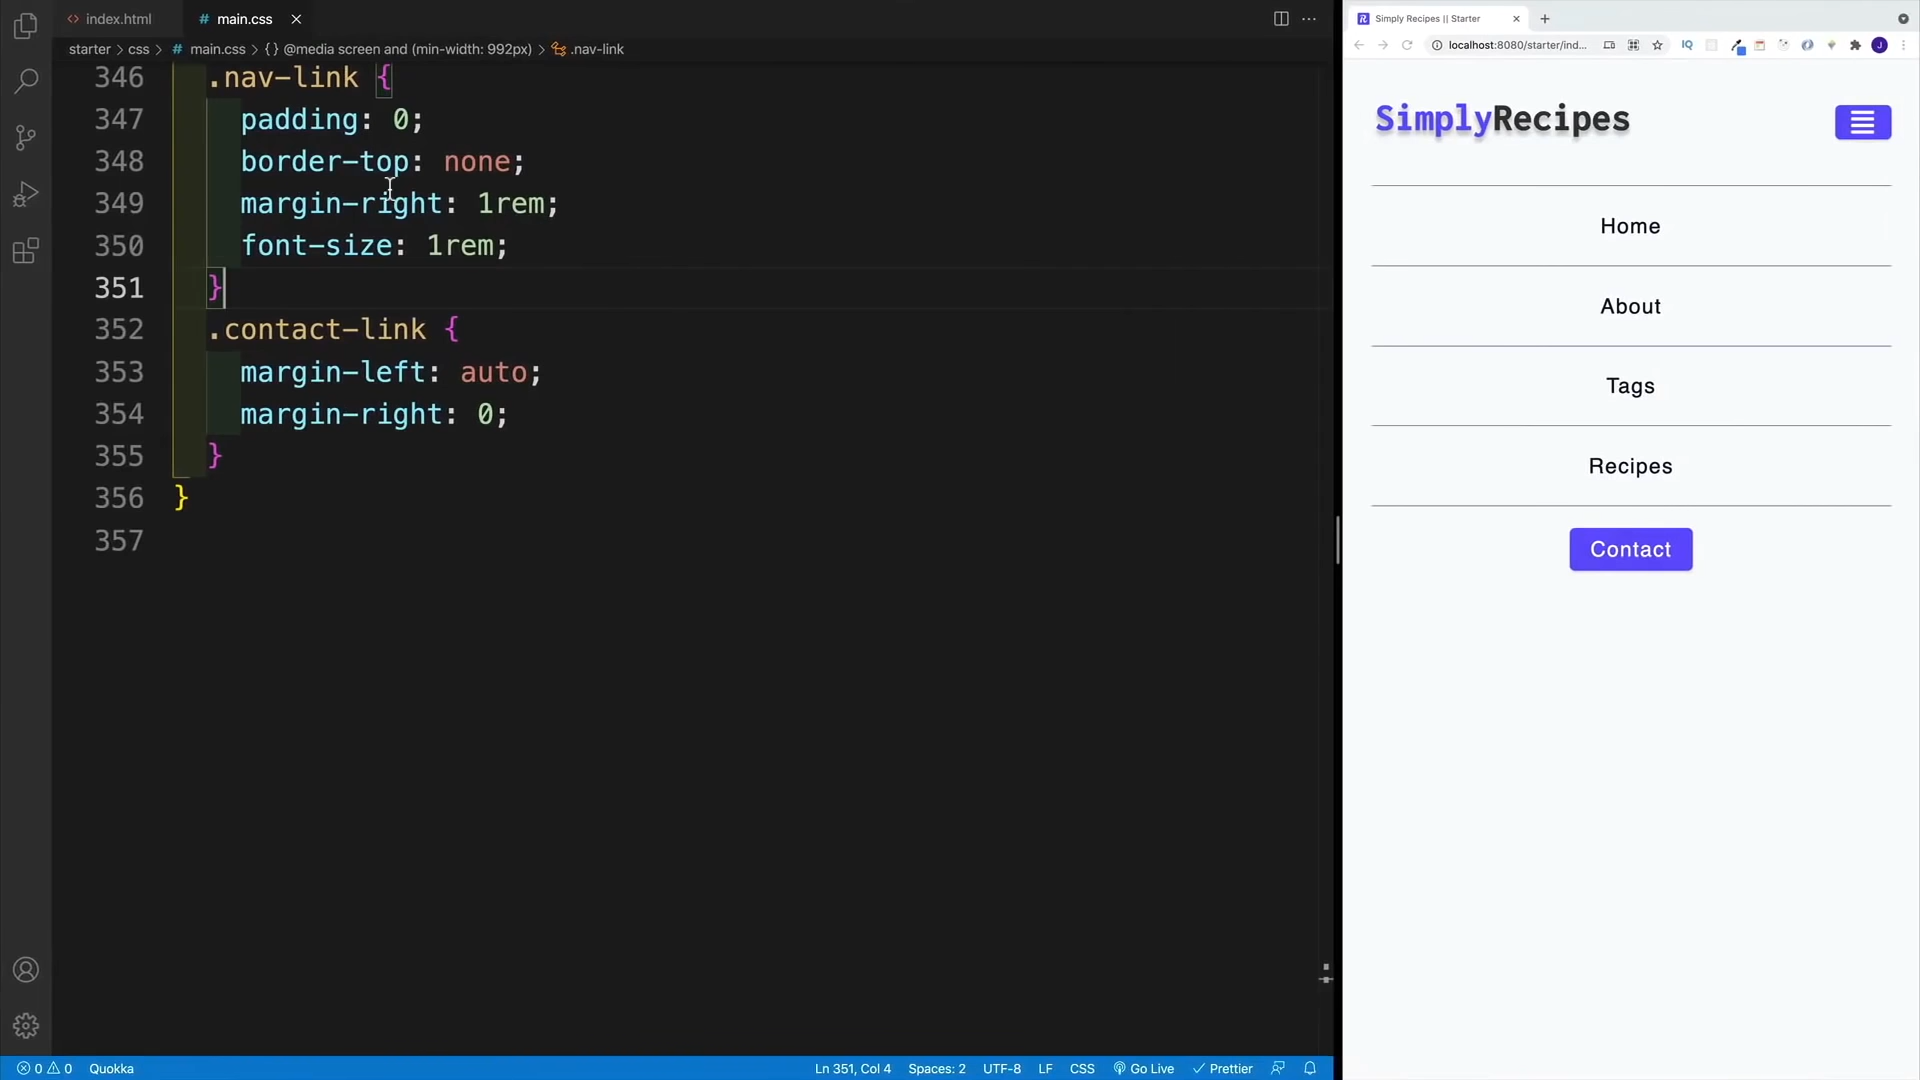 index.html
main.css
starter > css > # main.css > {} @media screen and (min-width: 992px) > .nav-link
346 .nav-link {
347 padding: 0;
348 border-top: none;
349 margin-right: 1rem;
350 font-size: 1rem;
351 }
352 .contact-link {
353 margin-left: auto;
354 margin-right: 0;
355 }
356 }
357
0 0 Quokka
Ln 351, Col 4 Spaces: 2 UTF-8 LF CSS Go Live Prettier
Simply Recipes || Starter
localhost:8080/starter/ind...
IQ
J
SimplyRecipes
Home
About
Tags
Recipes
Contact